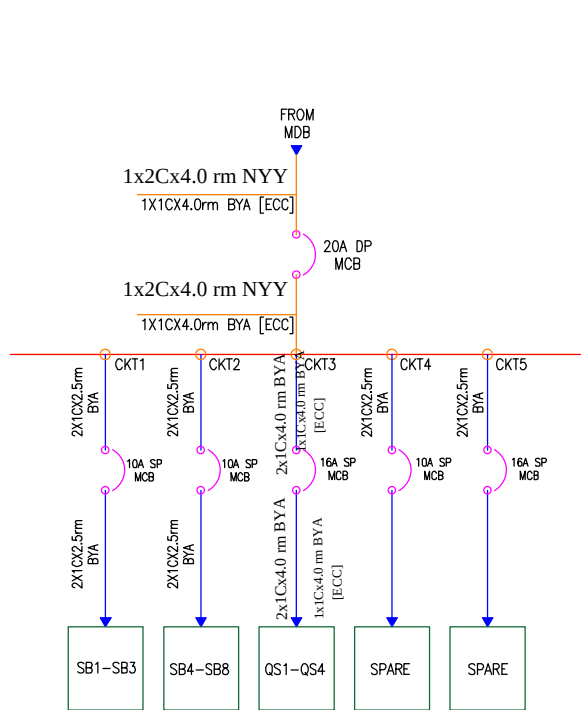 FROM
MDB
1x2Cx4.0 rm NYY
1X1CX4.0rm BYA [ECC]
20A DP
MCB
1x2Cx4.0 rm NYY
1X1CX4.0rm BYA [ECC]
CKT1
CKT2
CKT3
CKT4
CKT5
2X1CX2.5rm
BYA
2X1CX2.5rm
BYA
2x1Cx4.0 rm BYA
1x1Cx4.0 rm BYA
[ECC]
2X1CX2.5rm
BYA
2X1CX2.5rm
BYA
10A SP
MCB
10A SP
MCB
16A SP
MCB
10A SP
MCB
16A SP
MCB
2X1CX2.5rm
BYA
2X1CX2.5rm
BYA
2x1Cx4.0 rm BYA
1x1Cx4.0 rm BYA
[ECC]
SB1-SB3
SB4-SB8
QS1-QS4
SPARE
SPARE